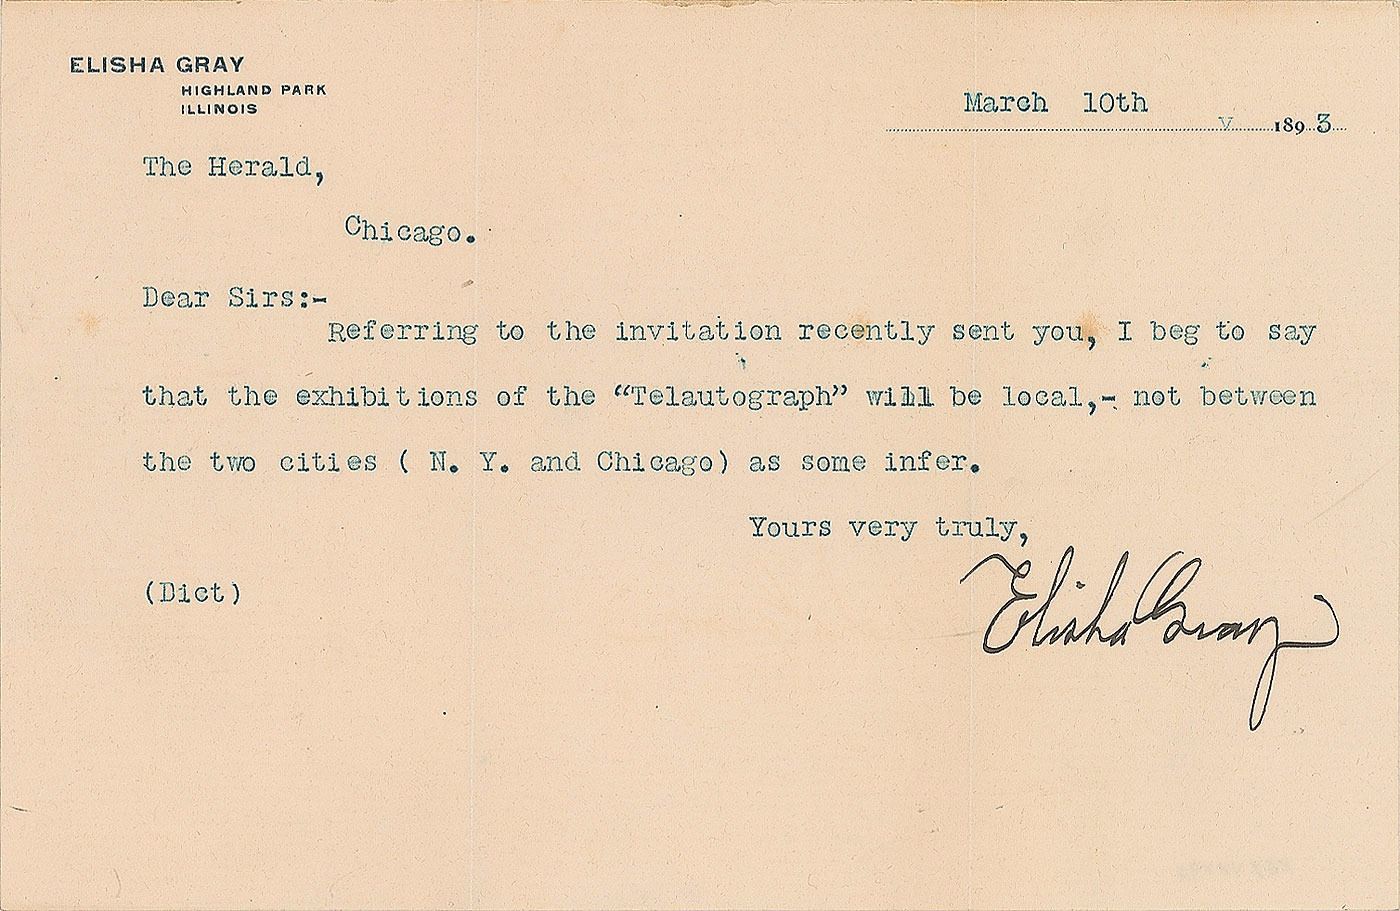 ELISHA GRAY
HIGHLAND PARK
ILLINOIS
March 10th
v 1893
The Herald,
Chicago.
Dear Sirs:-
Referring to the invitation recently sent you, I beg to say
that the exhibitions of the “Telautograph” will be local,- not between
the two cities ( N. Y. and Chicago) as some infer.
Yours very truly,
(Dict)
Elisha Gray